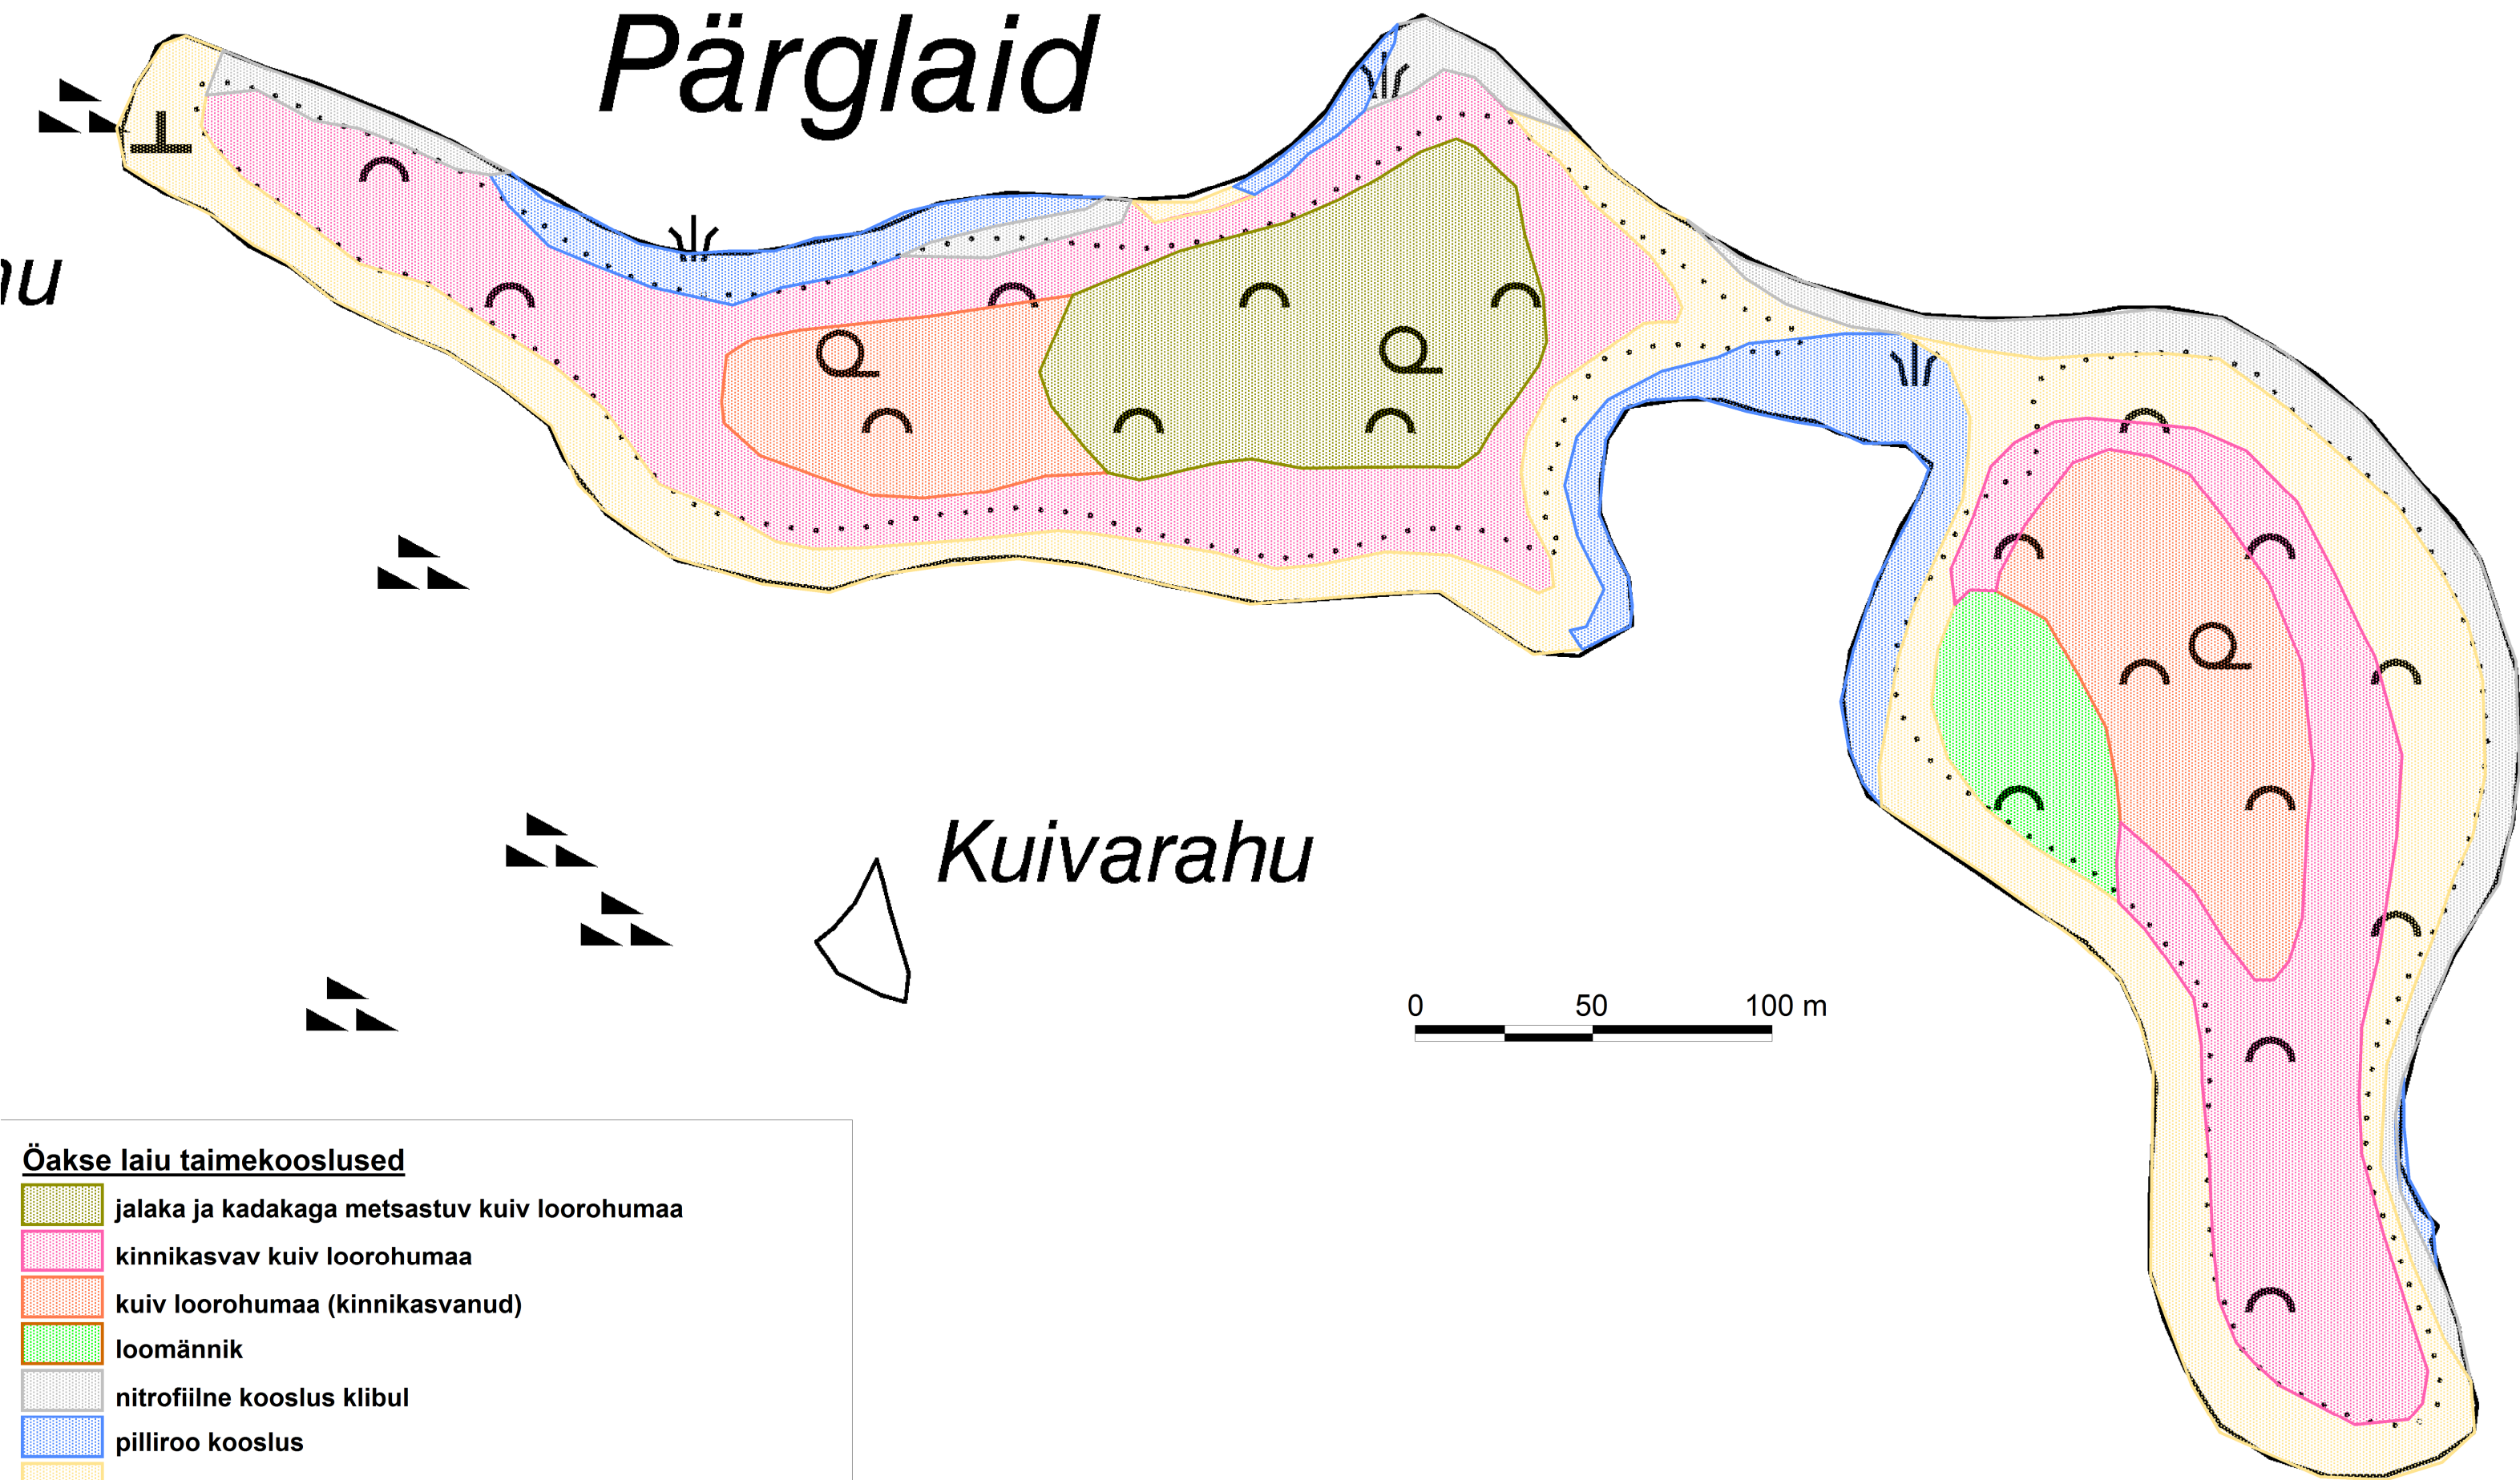 Pärglaid
Kuivarahu
0 50 100 m
Öakse laiu taimekooslused
jalaka ja kadakaga metsastuv kuiv loorohumaa
kinnikasvav kuiv loorohumaa
kuiv loorohumaa (kinnikasvanud)
loomännik
nitrofiilne kooslus klibul
pilliroo kooslus